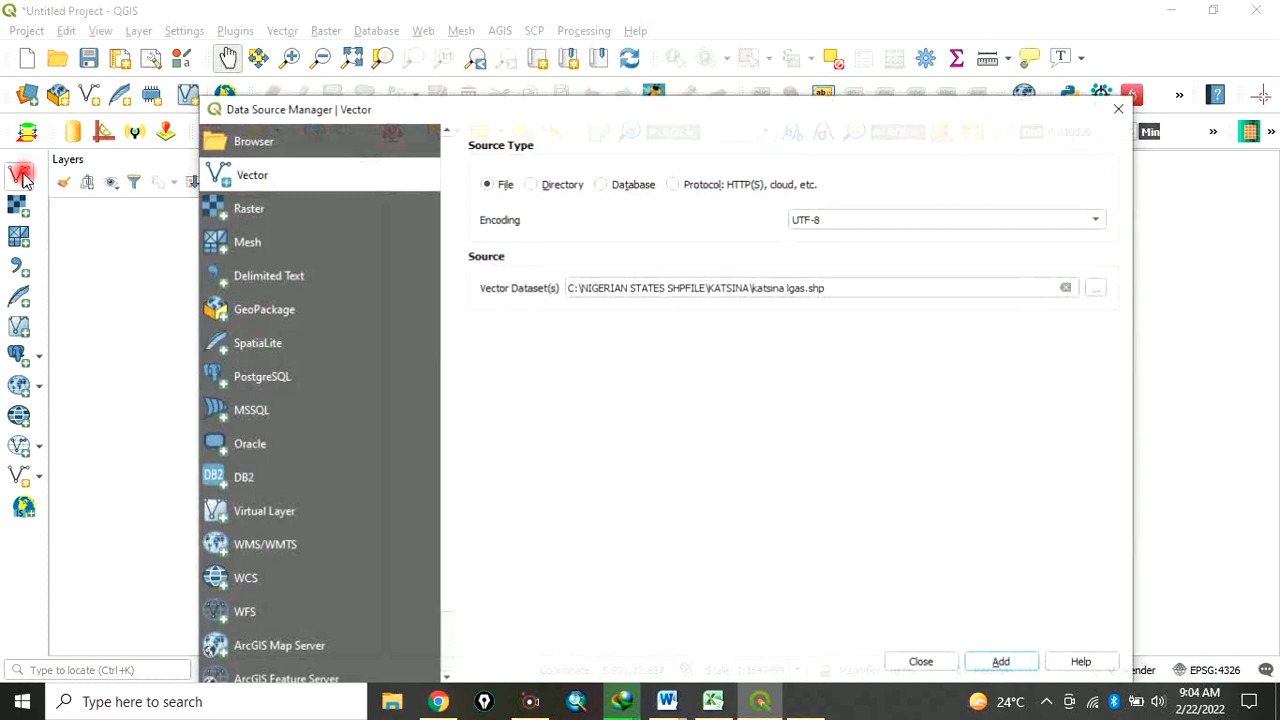 *Untitled Project - QGIS
Project Edit View Layer Settings Plugins Vector Raster Database Web Mesh AGIS SCP Processing Help
Data Source Manager | Vector
Layers
Browser
Vector
Raster
Mesh
Delimited Text
GeoPackage
SpatiaLite
PostgreSQL
MSSQL
Oracle
DB2
Virtual Layer
WMS/WMTS
WCS
WFS
ArcGIS Map Server
ArcGIS Feature Server
Source Type
File Directory Database Protocol: HTTP(S), cloud, etc.
Encoding UTF-8
Source
Vector Dataset(s) C:\NIGERIAN STATES SHPFILE\KATSINA\katsina lgas.shp ...
Close Add Help
Min
Type to locate (Ctrl+K)
Coordinate Scale Magnifier
EPSG:4326
Type here to search
24°C
9:04 AM
2/22/2022